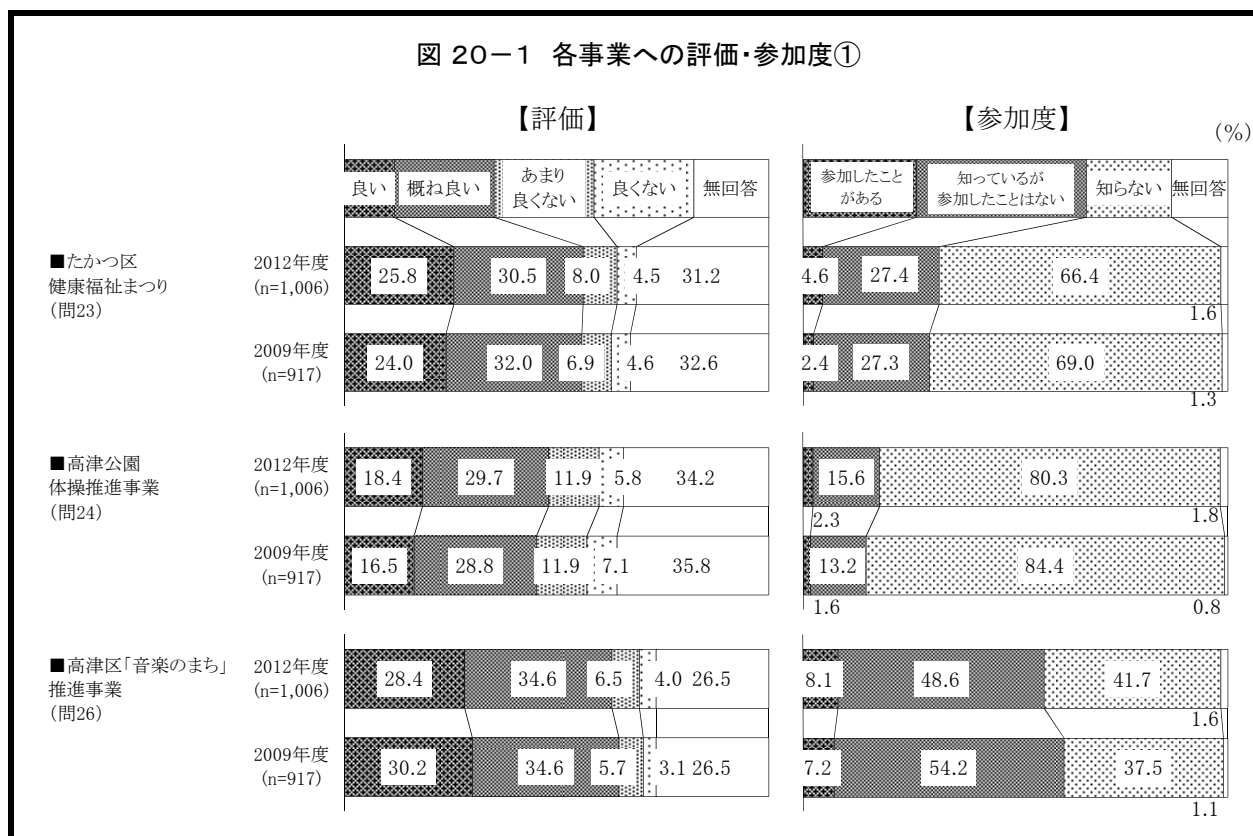 図 20－1 各事業への評価・参加度①
【評価】 【参加度】
(%)
良い 概ね良い あまり良くない 良くない 無回答 参加したことがある 知っているが参加したことはない 知らない 無回答
■たかつ区
健康福祉まつり
(問23)
2012年度
(n=1,006)
25.8 30.5 8.0 4.5 31.2 4.6 27.4 66.4
1.6
2009年度
(n=917)
24.0 32.0 6.9 4.6 32.6 2.4 27.3 69.0
1.3
■高津公園
体操推進事業
(問24)
2012年度
(n=1,006)
18.4 29.7 11.9 5.8 34.2 15.6 80.3
2.3 1.8
2009年度
(n=917)
16.5 28.8 11.9 7.1 35.8 13.2 84.4
1.6 0.8
■高津区「音楽のまち」
推進事業
(問26)
2012年度
(n=1,006)
28.4 34.6 6.5 4.0 26.5 8.1 48.6 41.7
1.6
2009年度
(n=917)
30.2 34.6 5.7 3.1 26.5 7.2 54.2 37.5
1.1